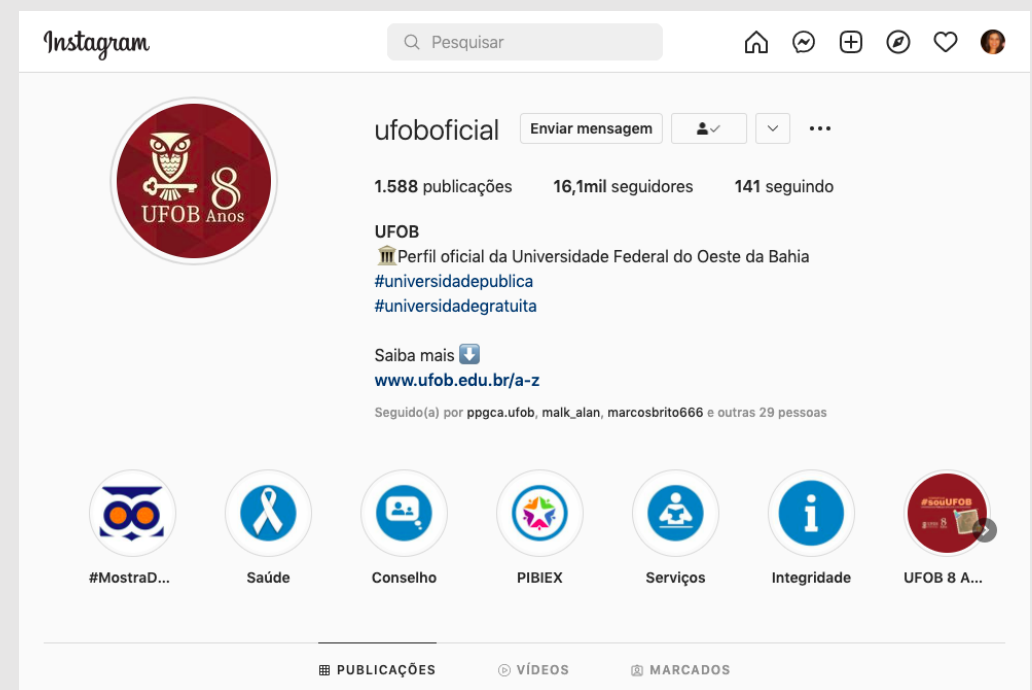 Instagram
Pesquisar
ufoboficial
Enviar mensagem
1.588 publicações 16,1mil seguidores 141 seguindo
8
UFOB Anos
UFOB
Perfil oficial da Universidade Federal do Oeste da Bahia
#universidadepublica
#universidadegratuita
Saiba mais
www.ufob.edu.br/a-z
Seguido(a) por ppgca.ufob, malk_alan, marcosbrito666 e outras 29 pessoas
#souUFOB
#MostraD... Saúde Conselho PIBIEX Serviços Integridade UFOB 8 A...
PUBLICAÇÕES VÍDEOS MARCADOS